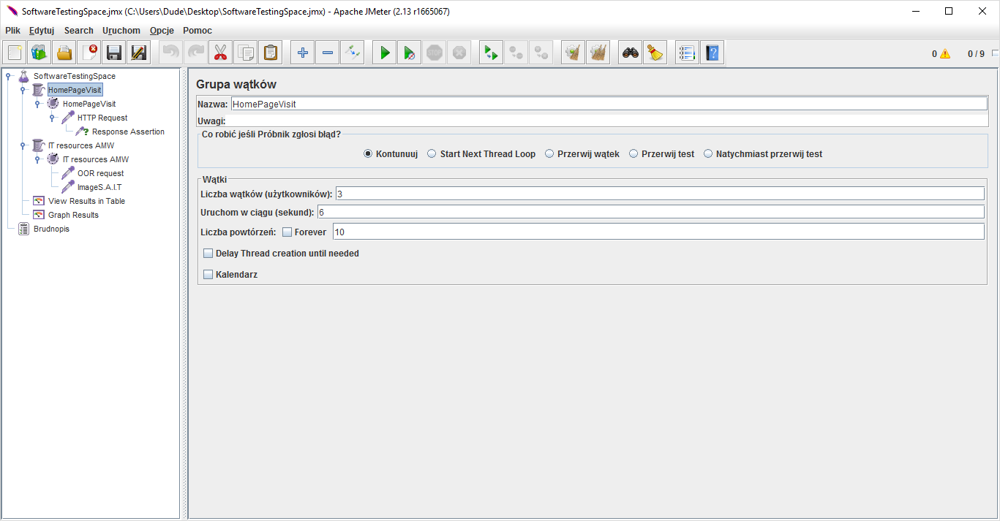 SoftwareTestingSpace.jmx (C:\Users\Dude\Desktop\SoftwareTestingSpace.jmx) - Apache JMeter (2.13 r1665067)
Plik Edytuj Search Uruchom Opcje Pomoc
STOP
0 0 / 9
SoftwareTestingSpace
HomePageVisit
HomePageVisit
HTTP Request
Response Assertion
IT resources AMW
IT resources AMW
OOR request
ImageS.A.I.T
View Results in Table
Graph Results
Brudnopis
Grupa wątków
Nazwa: HomePageVisit
Uwagi:
Co robić jeśli Próbnik zgłosi błąd?
Kontunuuj Start Next Thread Loop Przerwij wątek Przerwij test Natychmiast przerwij test
Wątki
Liczba wątków (użytkowników): 3
Uruchom w ciągu (sekund): 6
Liczba powtórzeń: Forever 10
Delay Thread creation until needed
Kalendarz